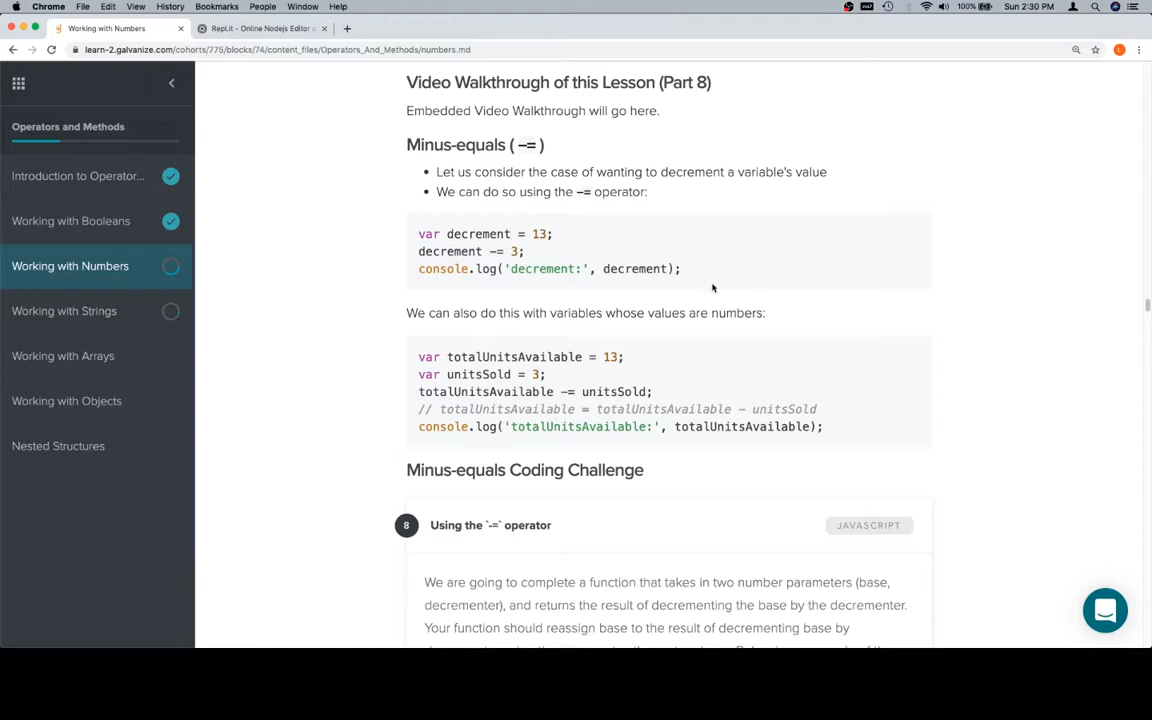 Chrome File Edit View History Bookmarks People Window Help 100% Sun 2:30 PM
Working with Numbers Repl.it - Online Nodejs Editor
learn-2.galvanize.com/cohorts/775/blocks/74/content_files/Operators_And_Methods/numbers.md L
Operators and Methods
Introduction to Operator...
Working with Booleans
Working with Numbers
Working with Strings
Working with Arrays
Working with Objects
Nested Structures
Video Walkthrough of this Lesson (Part 8)
Embedded Video Walkthrough will go here.
Minus-equals ( -= )
• Let us consider the case of wanting to decrement a variable's value
• We can do so using the -= operator:
var decrement = 13;
decrement -= 3;
console.log('decrement:', decrement);
We can also do this with variables whose values are numbers:
var totalUnitsAvailable = 13;
var unitsSold = 3;
totalUnitsAvailable -= unitsSold;
// totalUnitsAvailable = totalUnitsAvailable - unitsSold
console.log('totalUnitsAvailable:', totalUnitsAvailable);
Minus-equals Coding Challenge
8 Using the `-=` operator JAVASCRIPT
We are going to complete a function that takes in two number parameters (base,
decrementer), and returns the result of decrementing the base by the decrementer.
Your function should reassign base to the result of decrementing base by